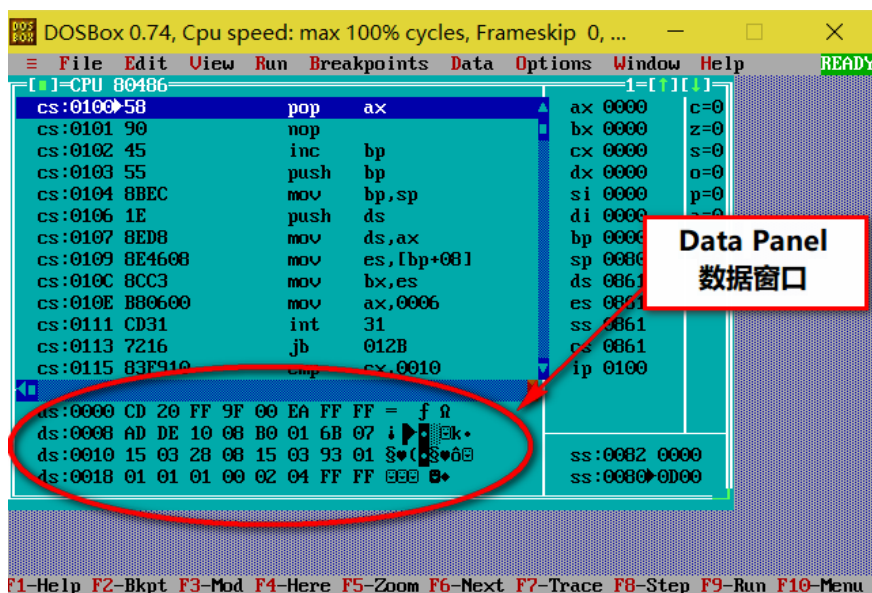 DOSBox 0.74, Cpu speed: max 100% cycles, Frameskip 0, ...
≡ File Edit View Run Breakpoints Data Options Window Help READY
[■]=CPU 80486 1=[↑][↓]
cs:0100►58 pop ax ax 0000 c=0
cs:0101 90 nop bx 0000 z=0
cs:0102 45 inc bp cx 0000 s=0
cs:0103 55 push bp dx 0000 o=0
cs:0104 8BEC mov bp,sp si 0000 p=0
cs:0106 1E push ds di 0000
cs:0107 8ED8 mov ds,ax bp 0000
cs:0109 8E4608 mov es,[bp+08] sp 0080
cs:010C 8CC3 mov bx,es ds 0861
cs:010E B80600 mov ax,0006 es 0861
cs:0111 CD31 int 31 ss 0861
cs:0113 7216 jb 012B cs 0861
cs:0115 83F910 cmp cx,0010 ip 0100
Data Panel
数据窗口
ds:0000 CD 20 FF 9F 00 EA FF FF = ƒ Ω
ds:0008 AD DE 10 08 B0 01 6B 07
ds:0010 15 03 28 08 15 03 93 01 ss:0082 0000
ds:0018 01 01 01 00 02 04 FF FF ss:0080►0D00
F1-Help F2-Bkpt F3-Mod F4-Here F5-Zoom F6-Next F7-Trace F8-Step F9-Run F10-Menu